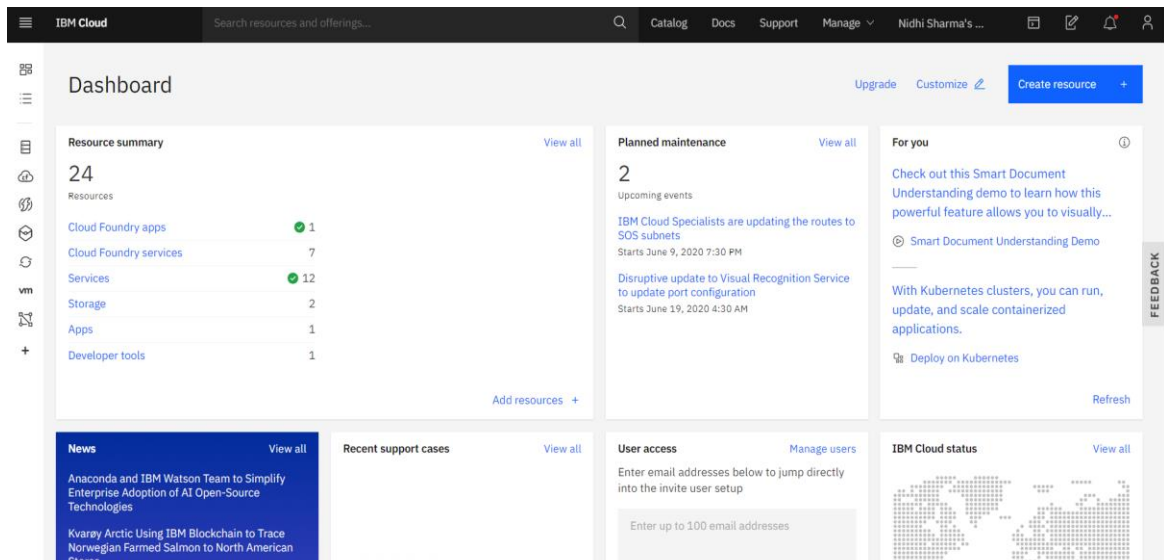 IBM Cloud
Search resources and offerings...
Catalog
Docs
Support
Manage
Nidhi Sharma's ...
Dashboard
Upgrade
Customize
Create resource +
Resource summary
View all
24
Resources
Cloud Foundry apps 1
Cloud Foundry services 7
Services 12
Storage 2
Apps 1
Developer tools 1
Add resources +
Planned maintenance
View all
2
Upcoming events
IBM Cloud Specialists are updating the routes to
SOS subnets
Starts June 9, 2020 7:30 PM
Disruptive update to Visual Recognition Service
to update port configuration
Starts June 19, 2020 4:30 AM
For you
Check out this Smart Document
Understanding demo to learn how this
powerful feature allows you to visually...
Smart Document Understanding Demo
With Kubernetes clusters, you can run,
update, and scale containerized
applications.
Deploy on Kubernetes
Refresh
FEEDBACK
vm
News
View all
Anaconda and IBM Watson Team to Simplify
Enterprise Adoption of AI Open-Source
Technologies
Kvarøy Arctic Using IBM Blockchain to Trace
Norwegian Farmed Salmon to North American
Recent support cases
View all
User access
Manage users
Enter email addresses below to jump directly
into the invite user setup
Enter up to 100 email addresses
IBM Cloud status
View all